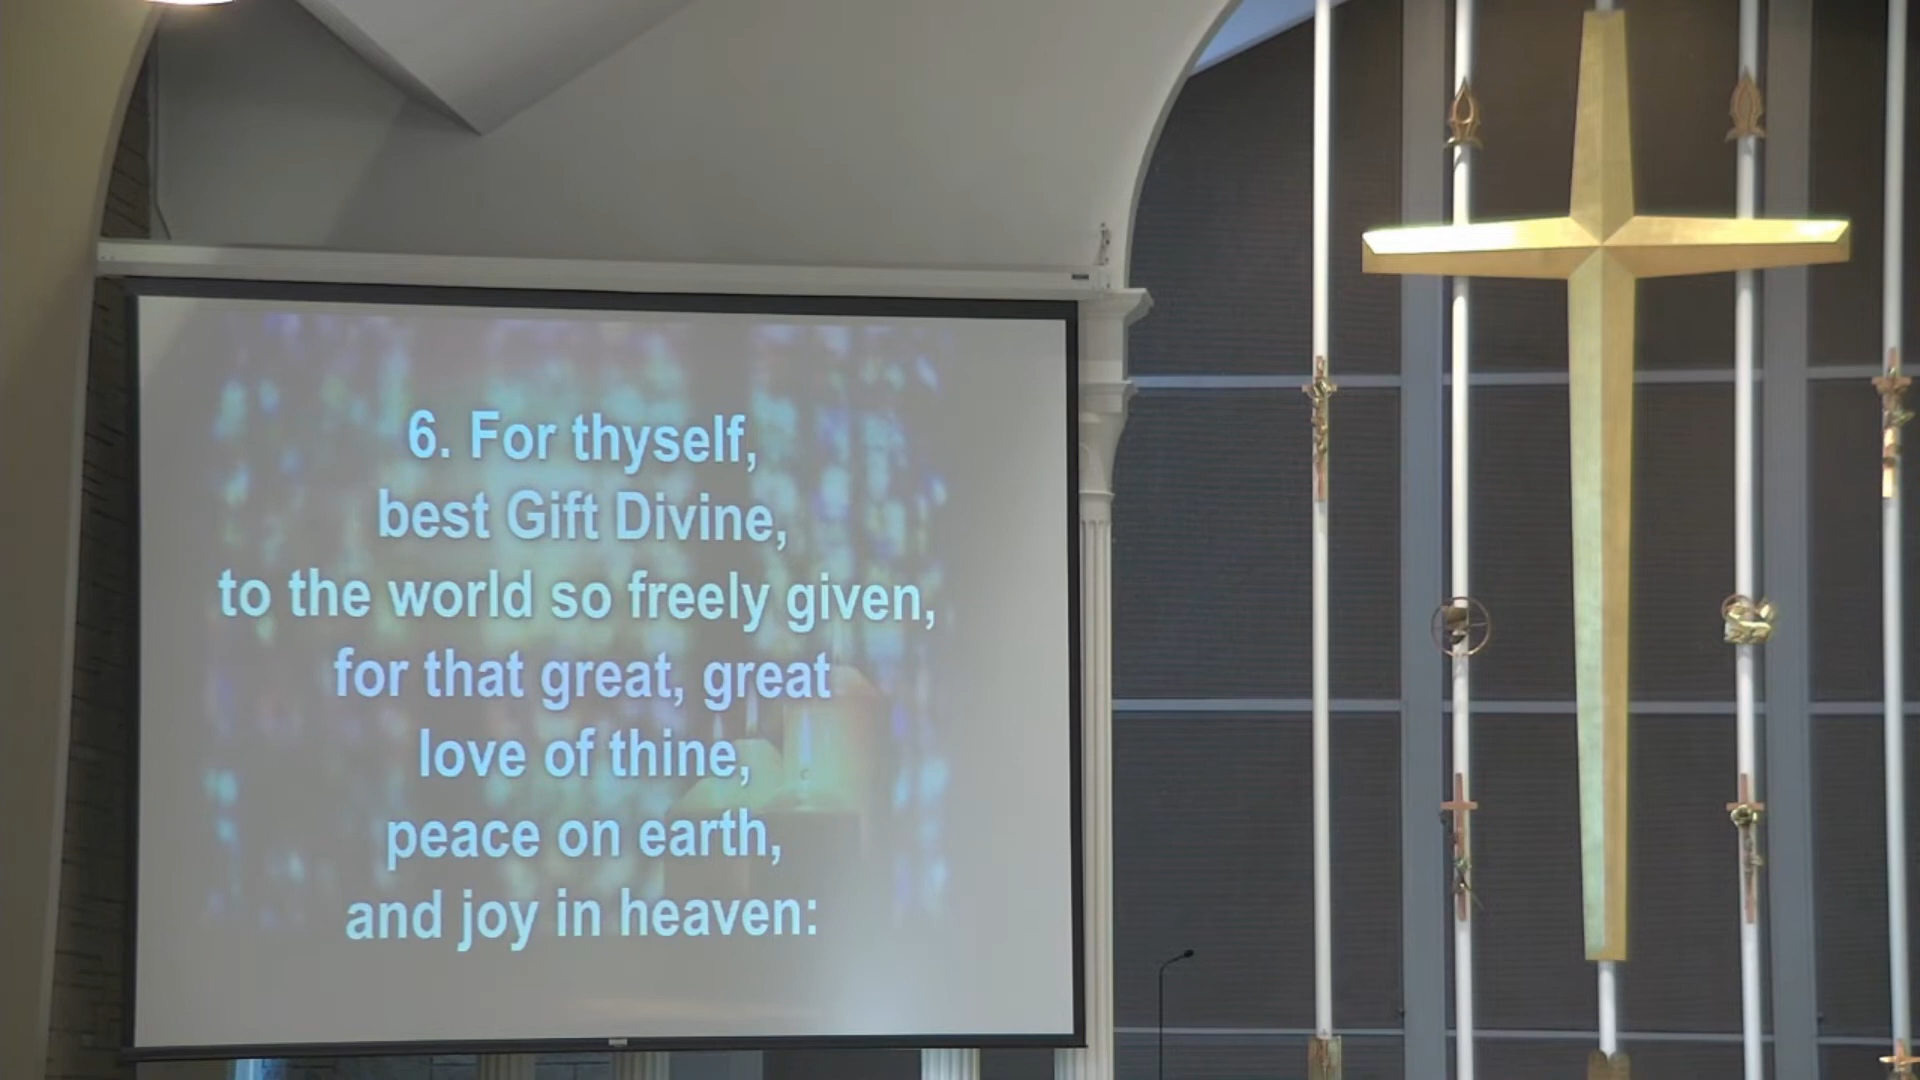 6. For thyself,
best Gift Divine,
to the world so freely given,
for that great, great
love of thine,
peace on earth,
and joy in heaven: